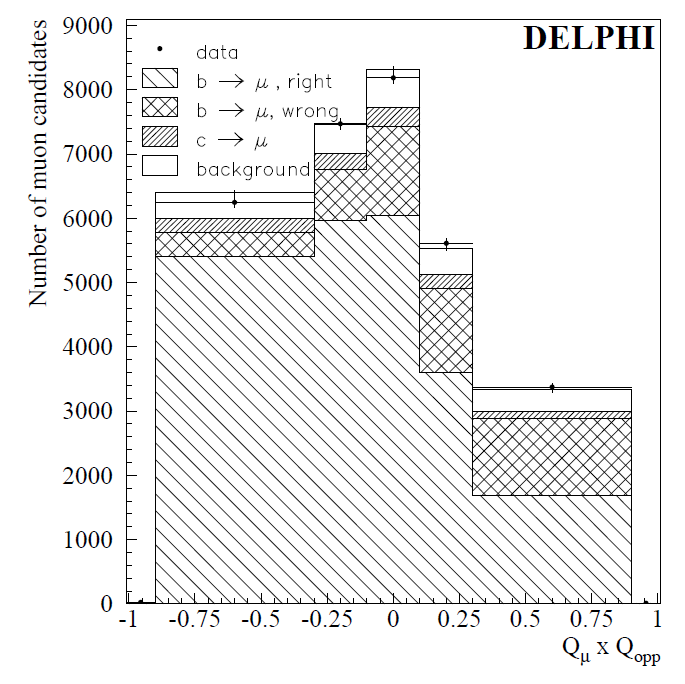 DELPHI
Number of muon candidates
9000
8000
7000
6000
5000
4000
3000
2000
1000
0
data
b → μ , right
b → μ, wrong
c → μ
background
-1 -0.75 -0.5 -0.25 0 0.25 0.5 0.75 1
Qμ x Qopp